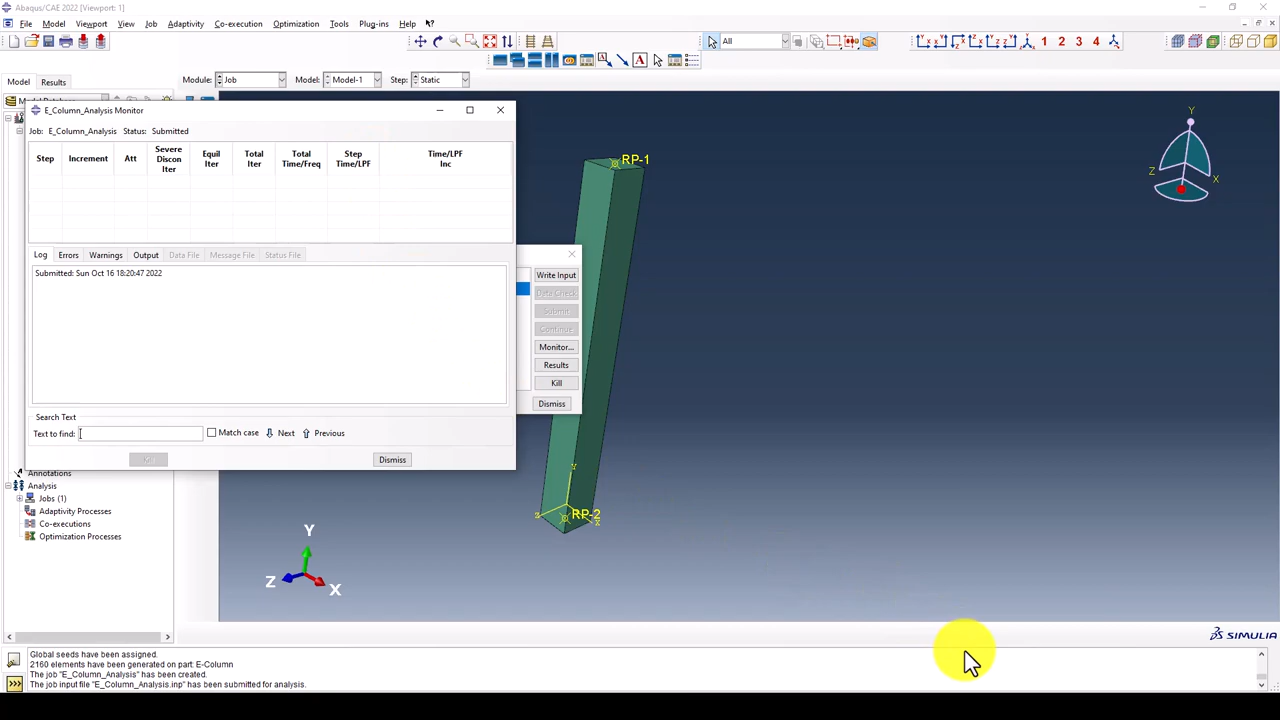 Abaqus/CAE 2022 [Viewport: 1]
File Model Viewport View Job Adaptivity Co-execution Optimization Tools Plug-ins Help
All
1 2 3 4
Model Results
Module: Job Model: Model-1 Step: Static
E_Column_Analysis Monitor
Job: E_Column_Analysis Status: Submitted
Step Increment Att Severe Discon Iter Equil Iter Total Iter Total Time/Freq Step Time/LPF Time/LPF Inc
Log Errors Warnings Output Data File Message File Status File
Submitted: Sun Oct 16 18:20:47 2022
Search Text
Text to find: Match case Next Previous
Dismiss
Write Input
Data Check
Submit
Continue
Monitor...
Results
Kill
Dismiss
Annotations
Analysis
Jobs (1)
Adaptivity Processes
Co-executions
Optimization Processes
RP-1
RP-2
Y
Z
X
Y
Z
X
Y
Z
X
SIMULIA
Global seeds have been assigned.
2160 elements have been generated on part: E-Column
The job "E_Column_Analysis" has been created.
The job input file "E_Column_Analysis.inp" has been submitted for analysis.